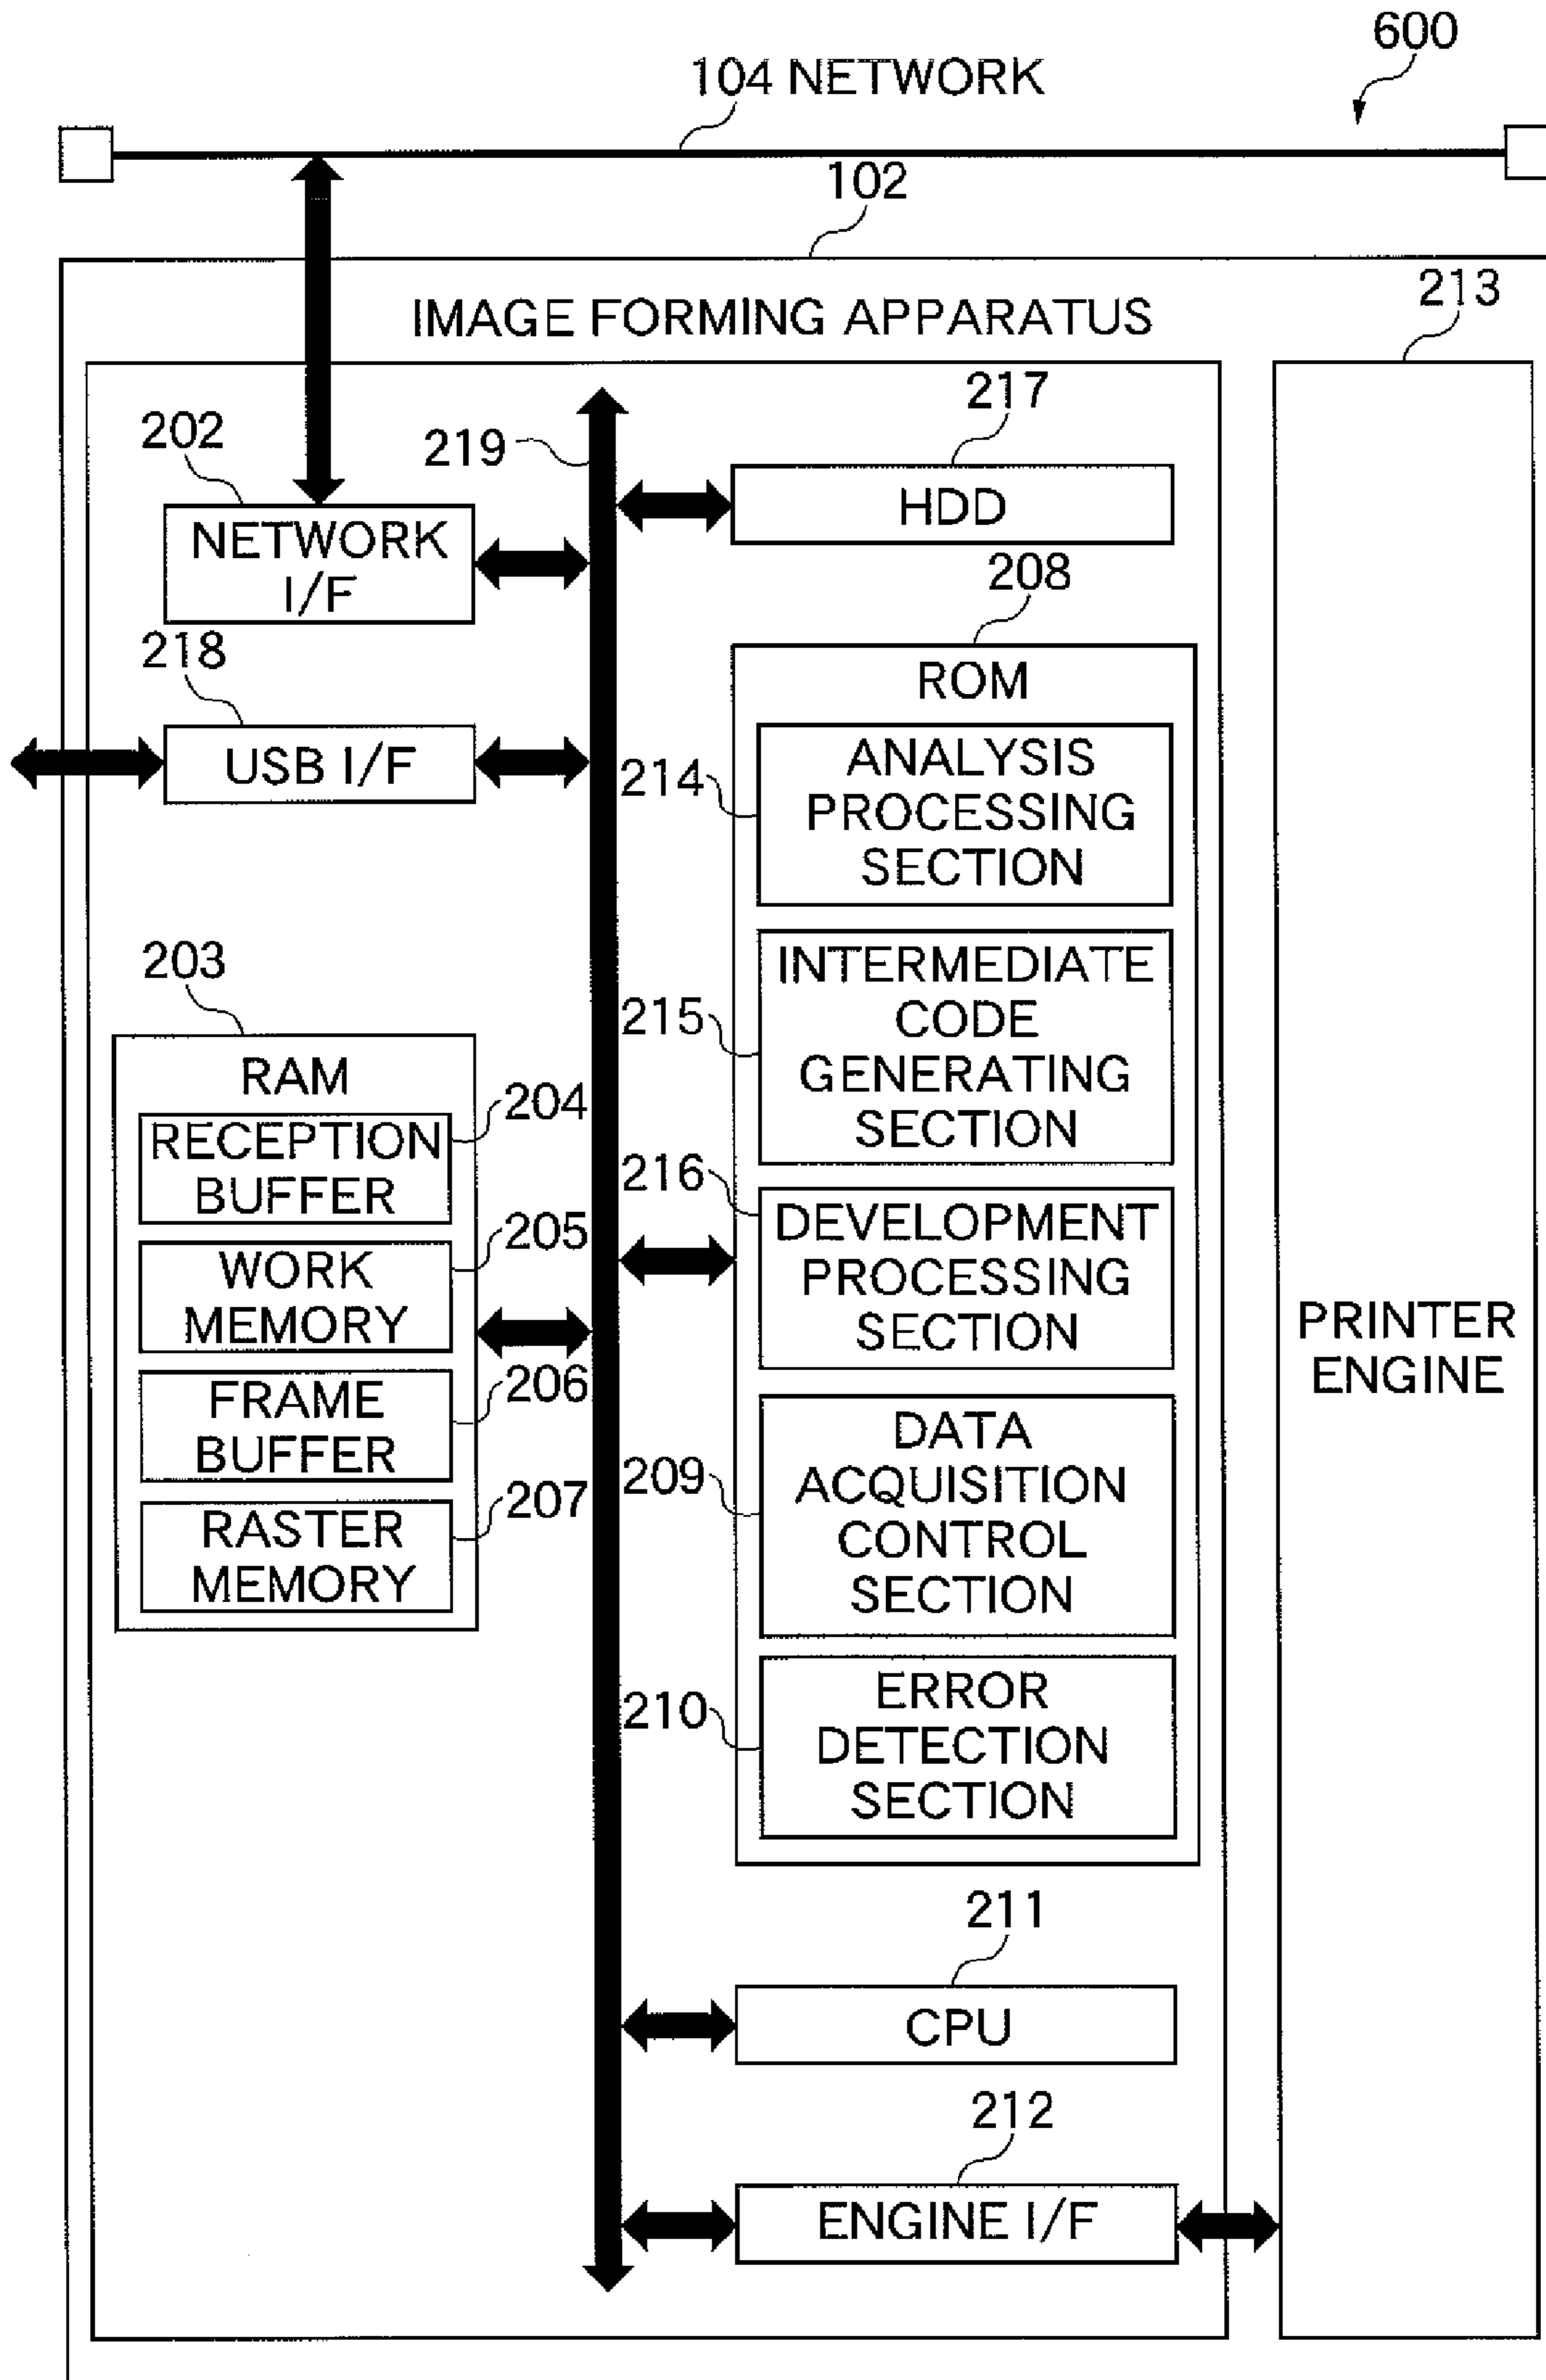 600
104 NETWORK
102
IMAGE FORMING APPARATUS
213
217
202
219
HDD
NETWORK
I/F
208
218
ROM
USB I/F
214
ANALYSIS
PROCESSING
SECTION
203
215
INTERMEDIATE
CODE
GENERATING
SECTION
RAM
204
RECEPTION
BUFFER
216
205
DEVELOPMENT
PROCESSING
SECTION
WORK
MEMORY
PRINTER
ENGINE
206
FRAME
BUFFER
209
DATA
ACQUISITION
CONTROL
SECTION
207
RASTER
MEMORY
210
ERROR
DETECTION
SECTION
211
CPU
212
ENGINE I/F